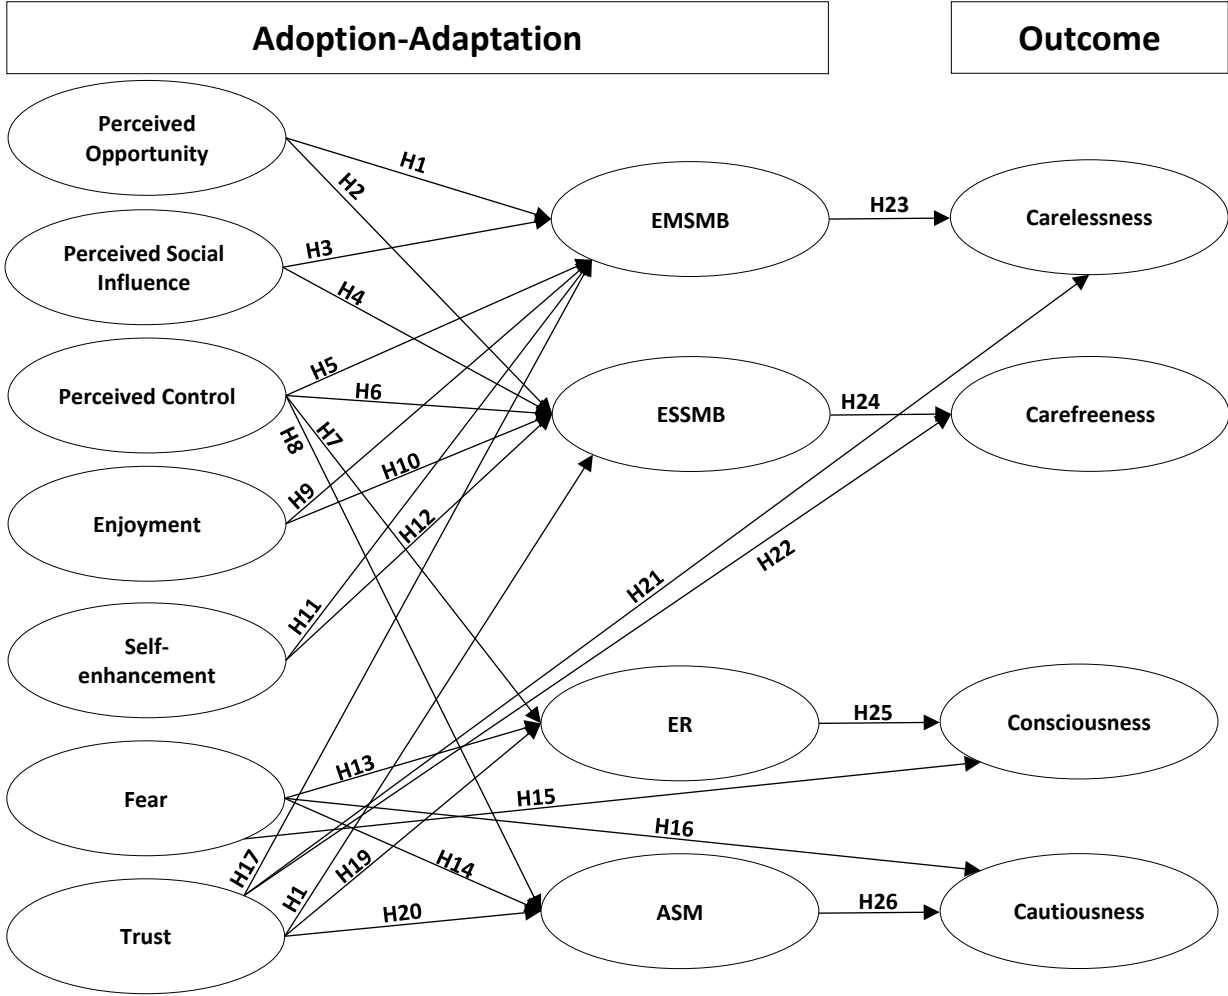 Adoption-Adaptation
Outcome
Perceived
Opportunity
H1
H2
EMSMB
H23
Carelessness
Perceived Social
Influence
H3
H4
Perceived Control
H5
H6
H7
H8
ESSMB
H24
Carefreeness
Enjoyment
H9
H10
H12
H21
H22
Self-
enhancement
H11
ER
H25
Consciousness
Fear
H13
H15
H16
H14
Trust
H17
H1
H19
H20
ASM
H26
Cautiousness